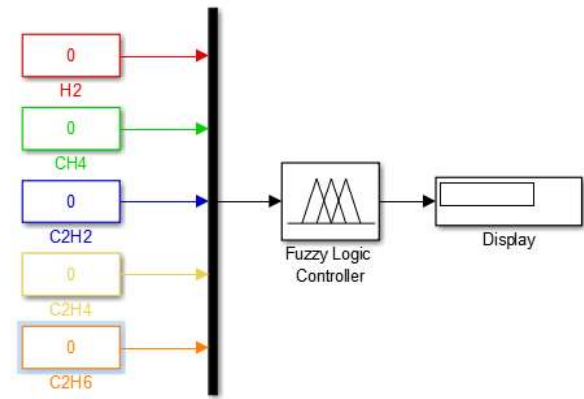 0
H2
0
CH4
0
C2H2
0
C2H4
0
C2H6
Fuzzy Logic
Controller
Display